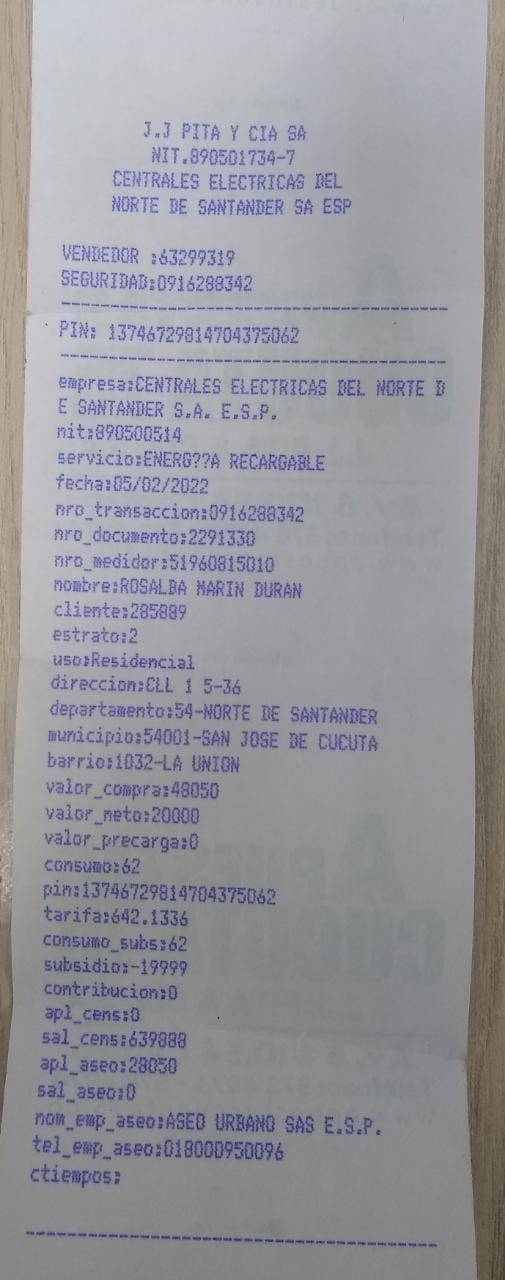 J.J PITA Y CIA SA
NIT.890501734-7
CENTRALES ELECTRICAS DEL
NORTE DE SANTANDER SA ESP
VENDEDOR :63299319
SEGURIDAD:0916288342
PIN: 13746729814704375062
empresa:CENTRALES ELECTRICAS DEL NORTE D
E SANTANDER S.A. E.S.P.
nit:890500514
servicio:ENERG??A RECARGABLE
fecha:05/02/2022
nro_transaccion:0916288342
nro_documento:2291330
nro_medidor:51960815010
nombre:ROSALBA MARIN DURAN
cliente:285889
estrato:2
uso:Residencial
direccion:CLL 1 5-36
departamento:54-NORTE DE SANTANDER
municipio:54001-SAN JOSE DE CUCUTA
barrio:1032-LA UNION
valor_compra:48050
valor_neto:20000
valor_precarga:0
consumo:62
pin:13746729814704375062
tarifa:642.1336
consumo_subs:62
subsidio:-19999
contribucion:0
apl_cens:0
sal_cens:639888
apl_aseo:28050
sal_aseo:0
nom_emp_aseo:ASEO URBANO SAS E.S.P.
tel_emp_aseo:018000950096
ctiempos: